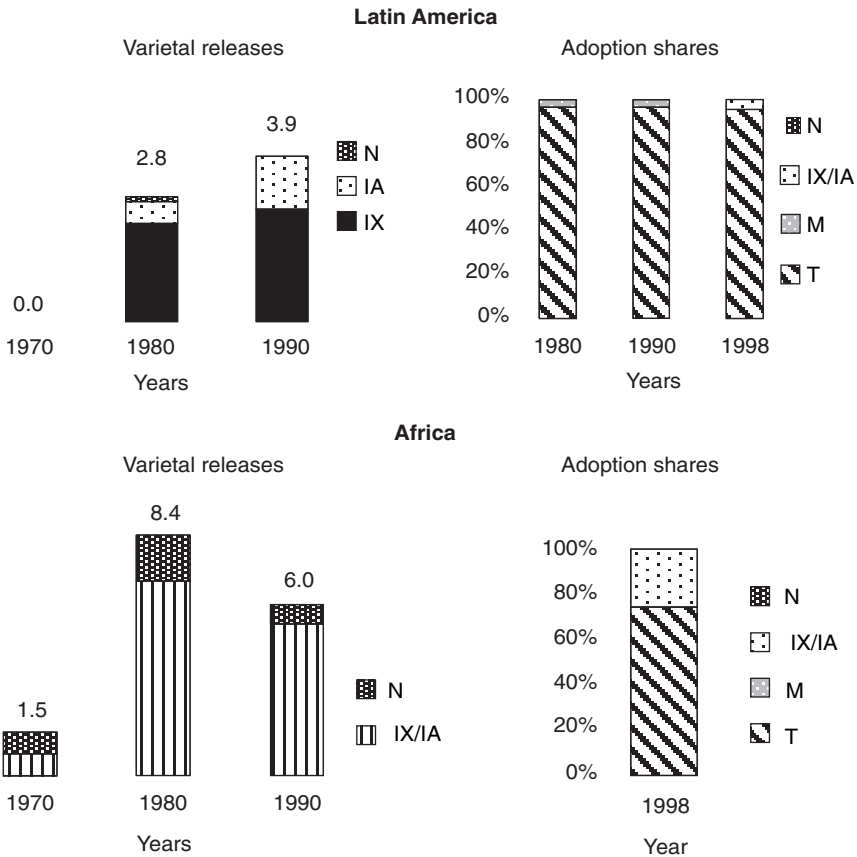 Latin America
Varietal releases
0.0
2.8
3.9
N
IA
IX
1970 1980 1990
Years
Adoption shares
100%
80%
60%
40%
20%
0%
N
IX/IA
M
T
1980 1990 1998
Years
Africa
Varietal releases
1.5
8.4
6.0
N
IX/IA
1970 1980 1990
Years
Adoption shares
100%
80%
60%
40%
20%
0%
N
IX/IA
M
T
1998
Year